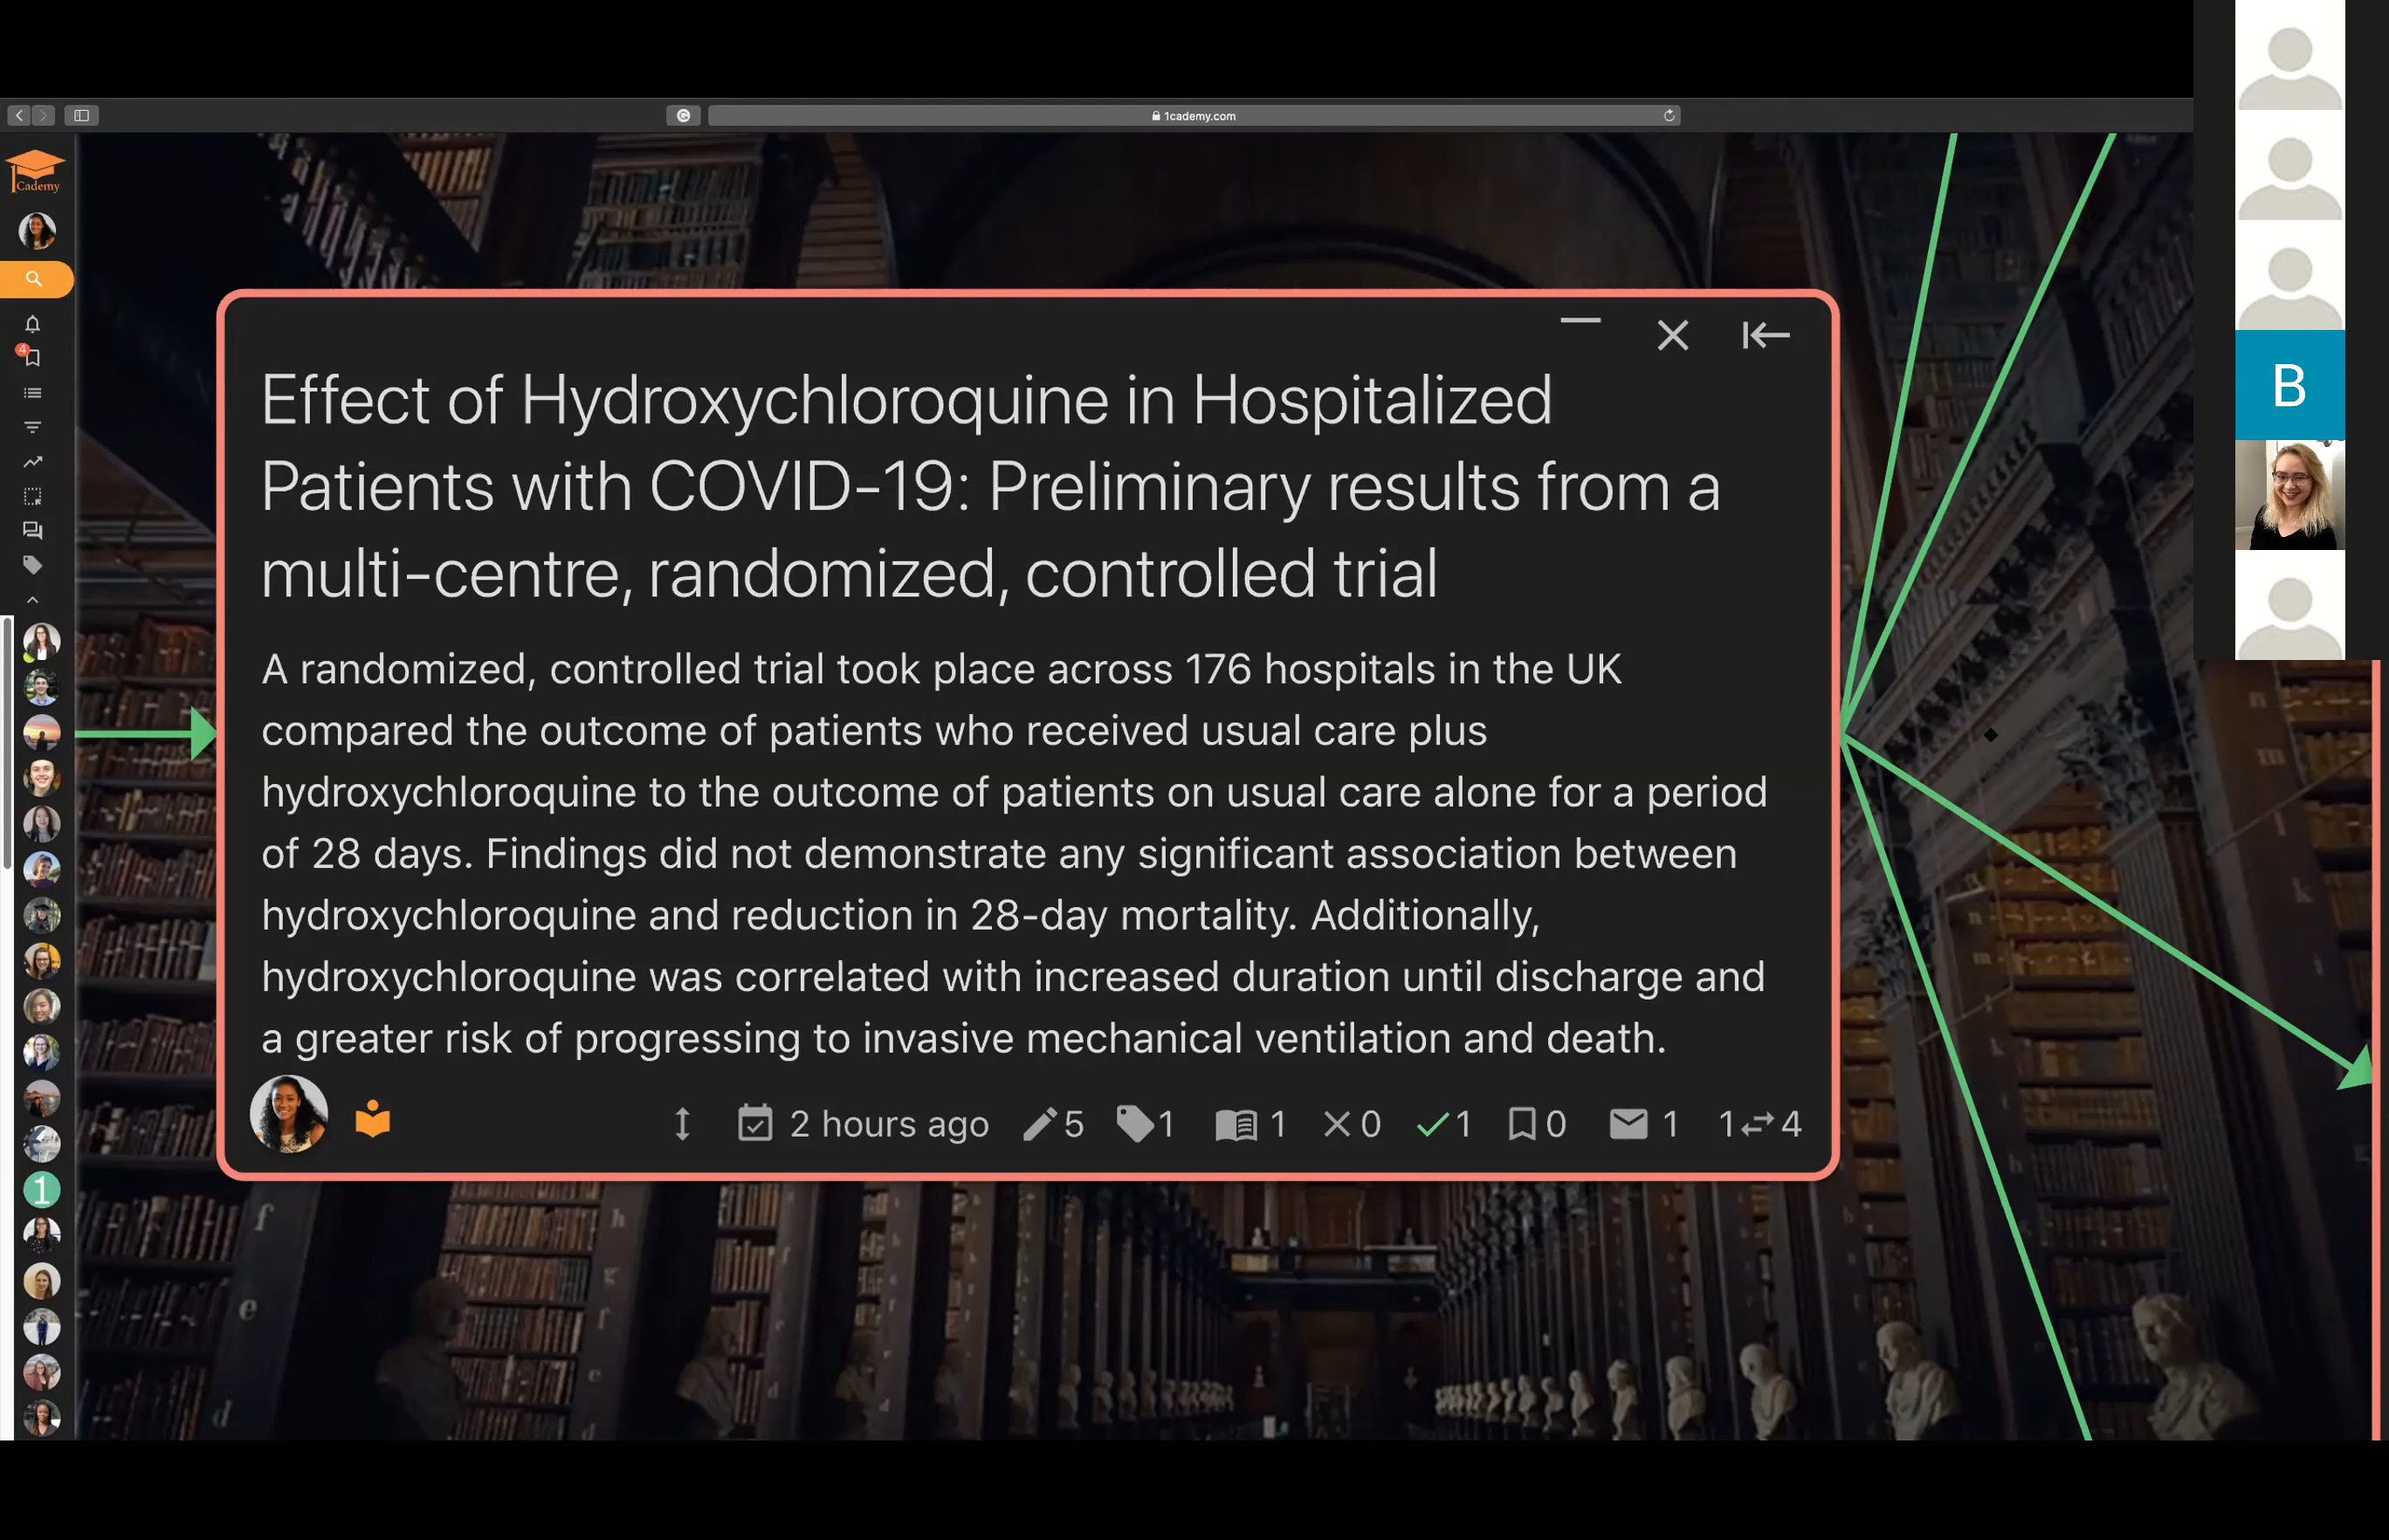 1cademy.com
1Cademy
4
B
Effect of Hydroxychloroquine in Hospitalized
Patients with COVID-19: Preliminary results from a
multi-centre, randomized, controlled trial
A randomized, controlled trial took place across 176 hospitals in the UK
compared the outcome of patients who received usual care plus
hydroxychloroquine to the outcome of patients on usual care alone for a period
of 28 days. Findings did not demonstrate any significant association between
hydroxychloroquine and reduction in 28-day mortality. Additionally,
hydroxychloroquine was correlated with increased duration until discharge and
a greater risk of progressing to invasive mechanical ventilation and death.
2 hours ago 5 1 1 0 1 0 1 1 4
1
f
e
d
h
g
f
e
d
n
m
k
i
h